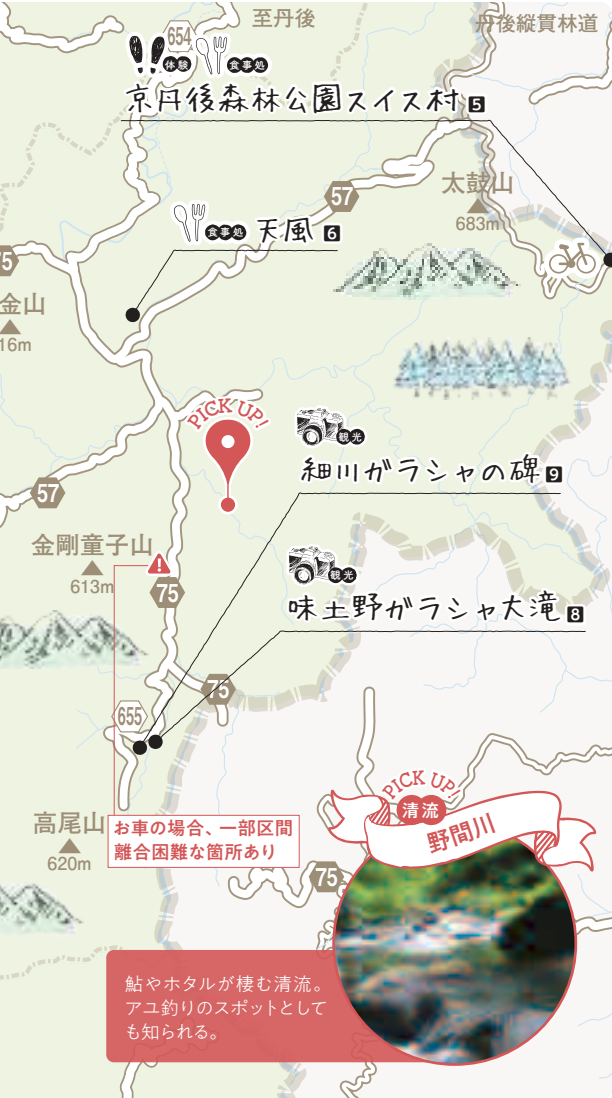 至丹後
丹後縦貫林道
654
体験
食事処
京丹後森林公園スイス村 5
太鼓山
683m
57
食事処
天風 6
75
金山
16m
PICK UP!
観光
細川ガラシャの碑 9
57
金剛童子山
613m
75
観光
味土野ガラシャ大滝 8
75
655
高尾山
620m
お車の場合、一部区間
離合困難な箇所あり
PICK UP!
清流
野間川
75
鮎やホタルが棲む清流。
アユ釣りのスポットとして
も知られる。